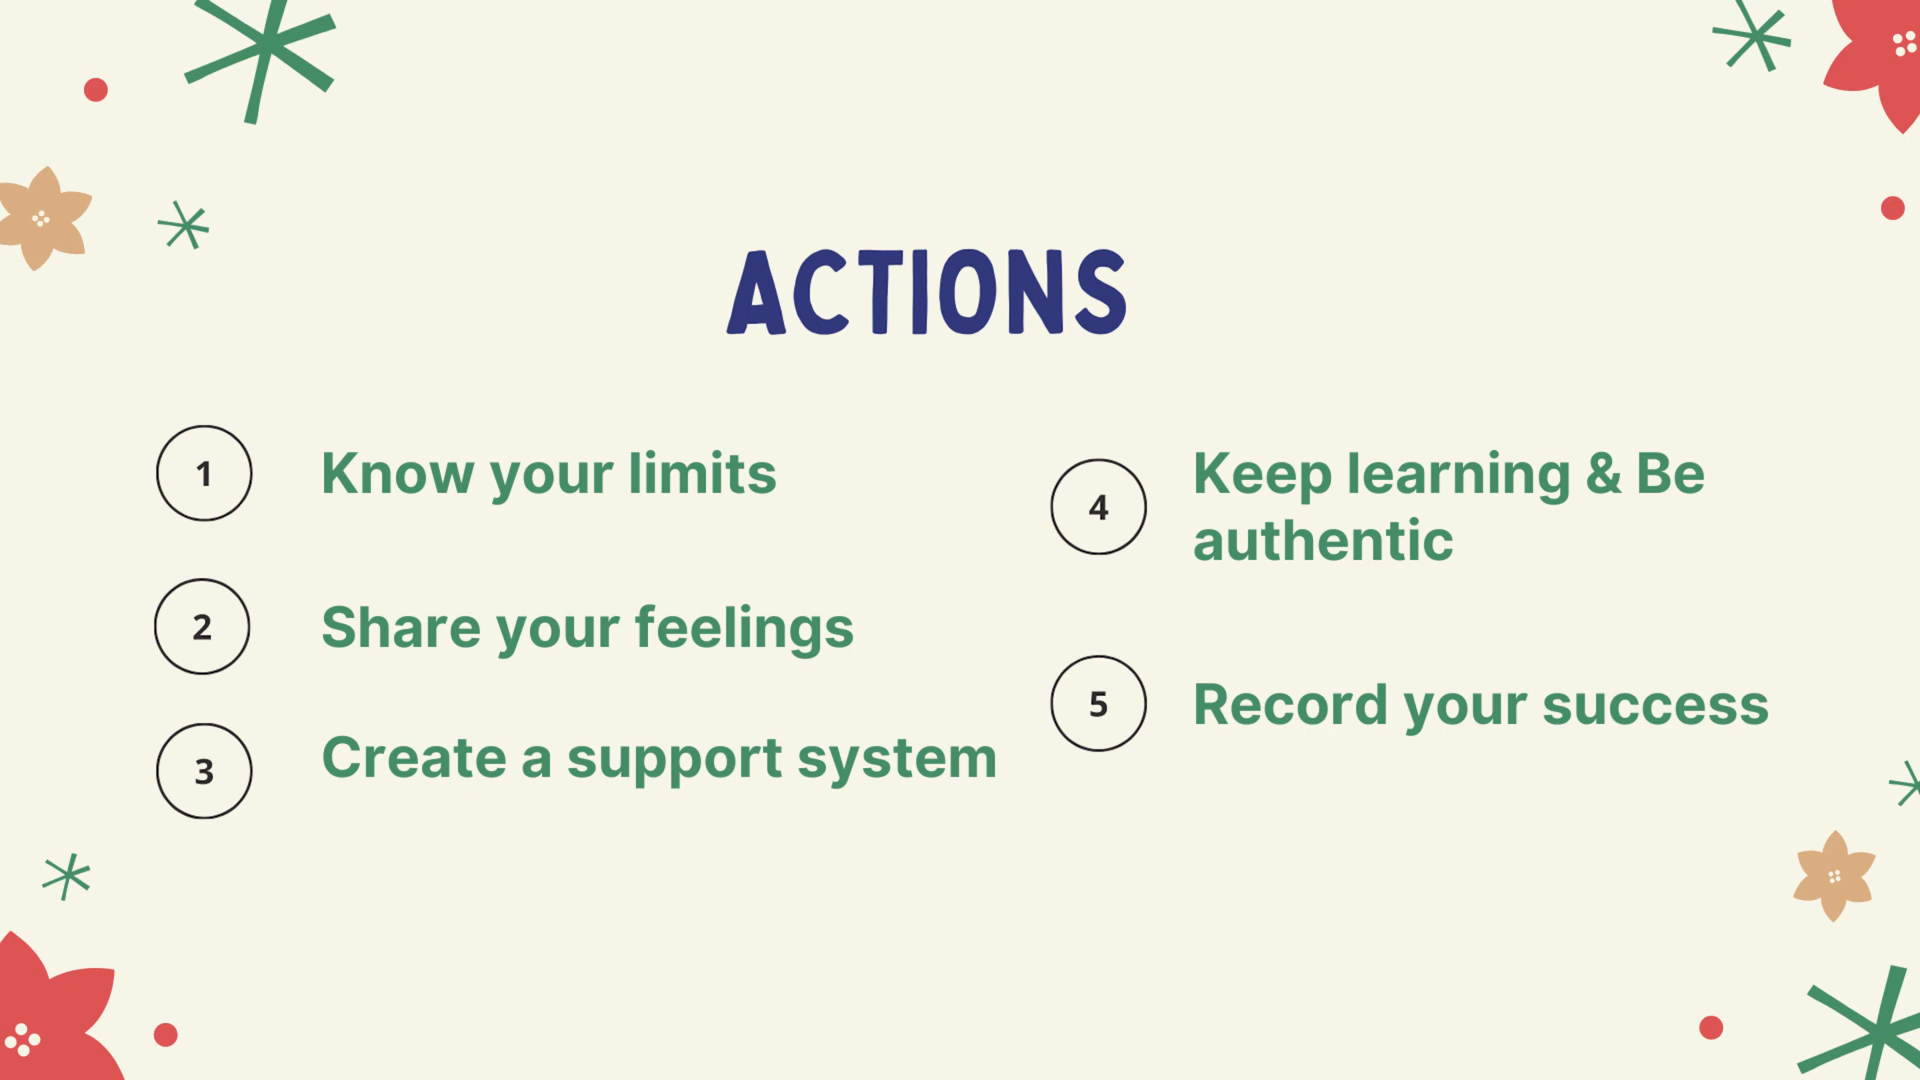 ACTIONS
1 Know your limits
2 Share your feelings
3 Create a support system
4 Keep learning & Be
authentic
5 Record your success